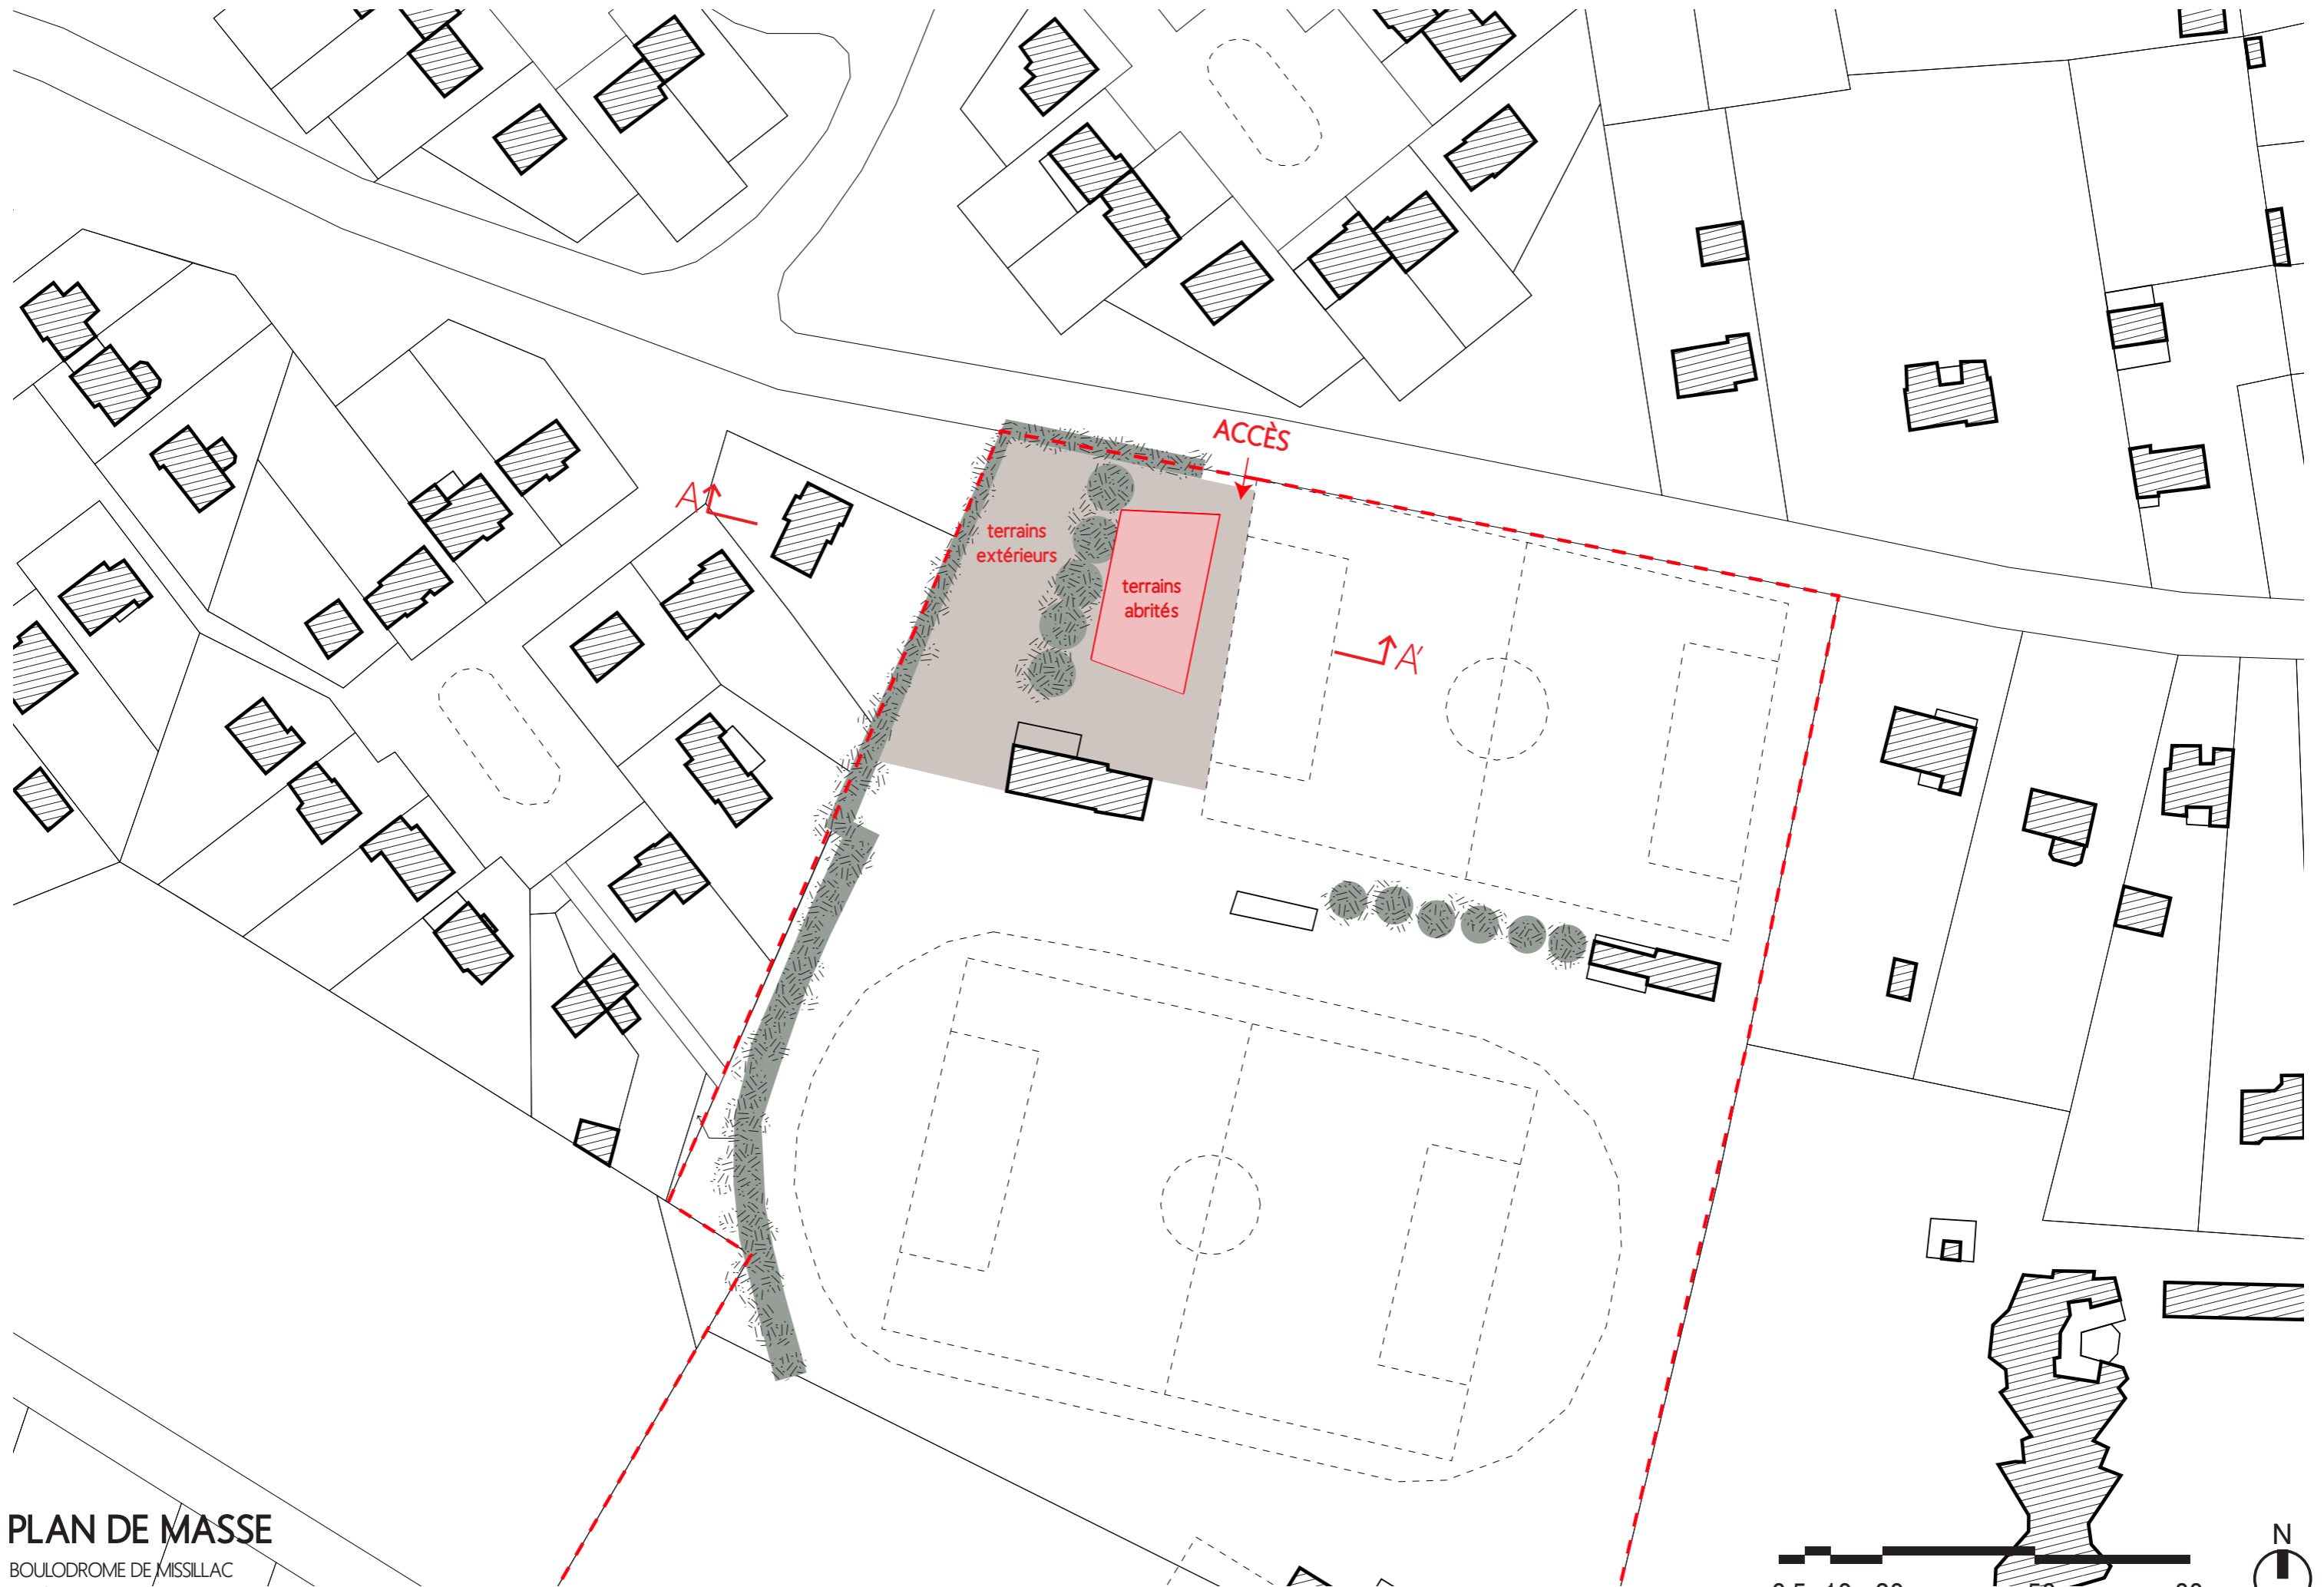 ACCÈS
A
terrains
extérieurs
terrains
abrités
A'
PLAN DE MASSE
BOULODROME DE MISSILLAC
N